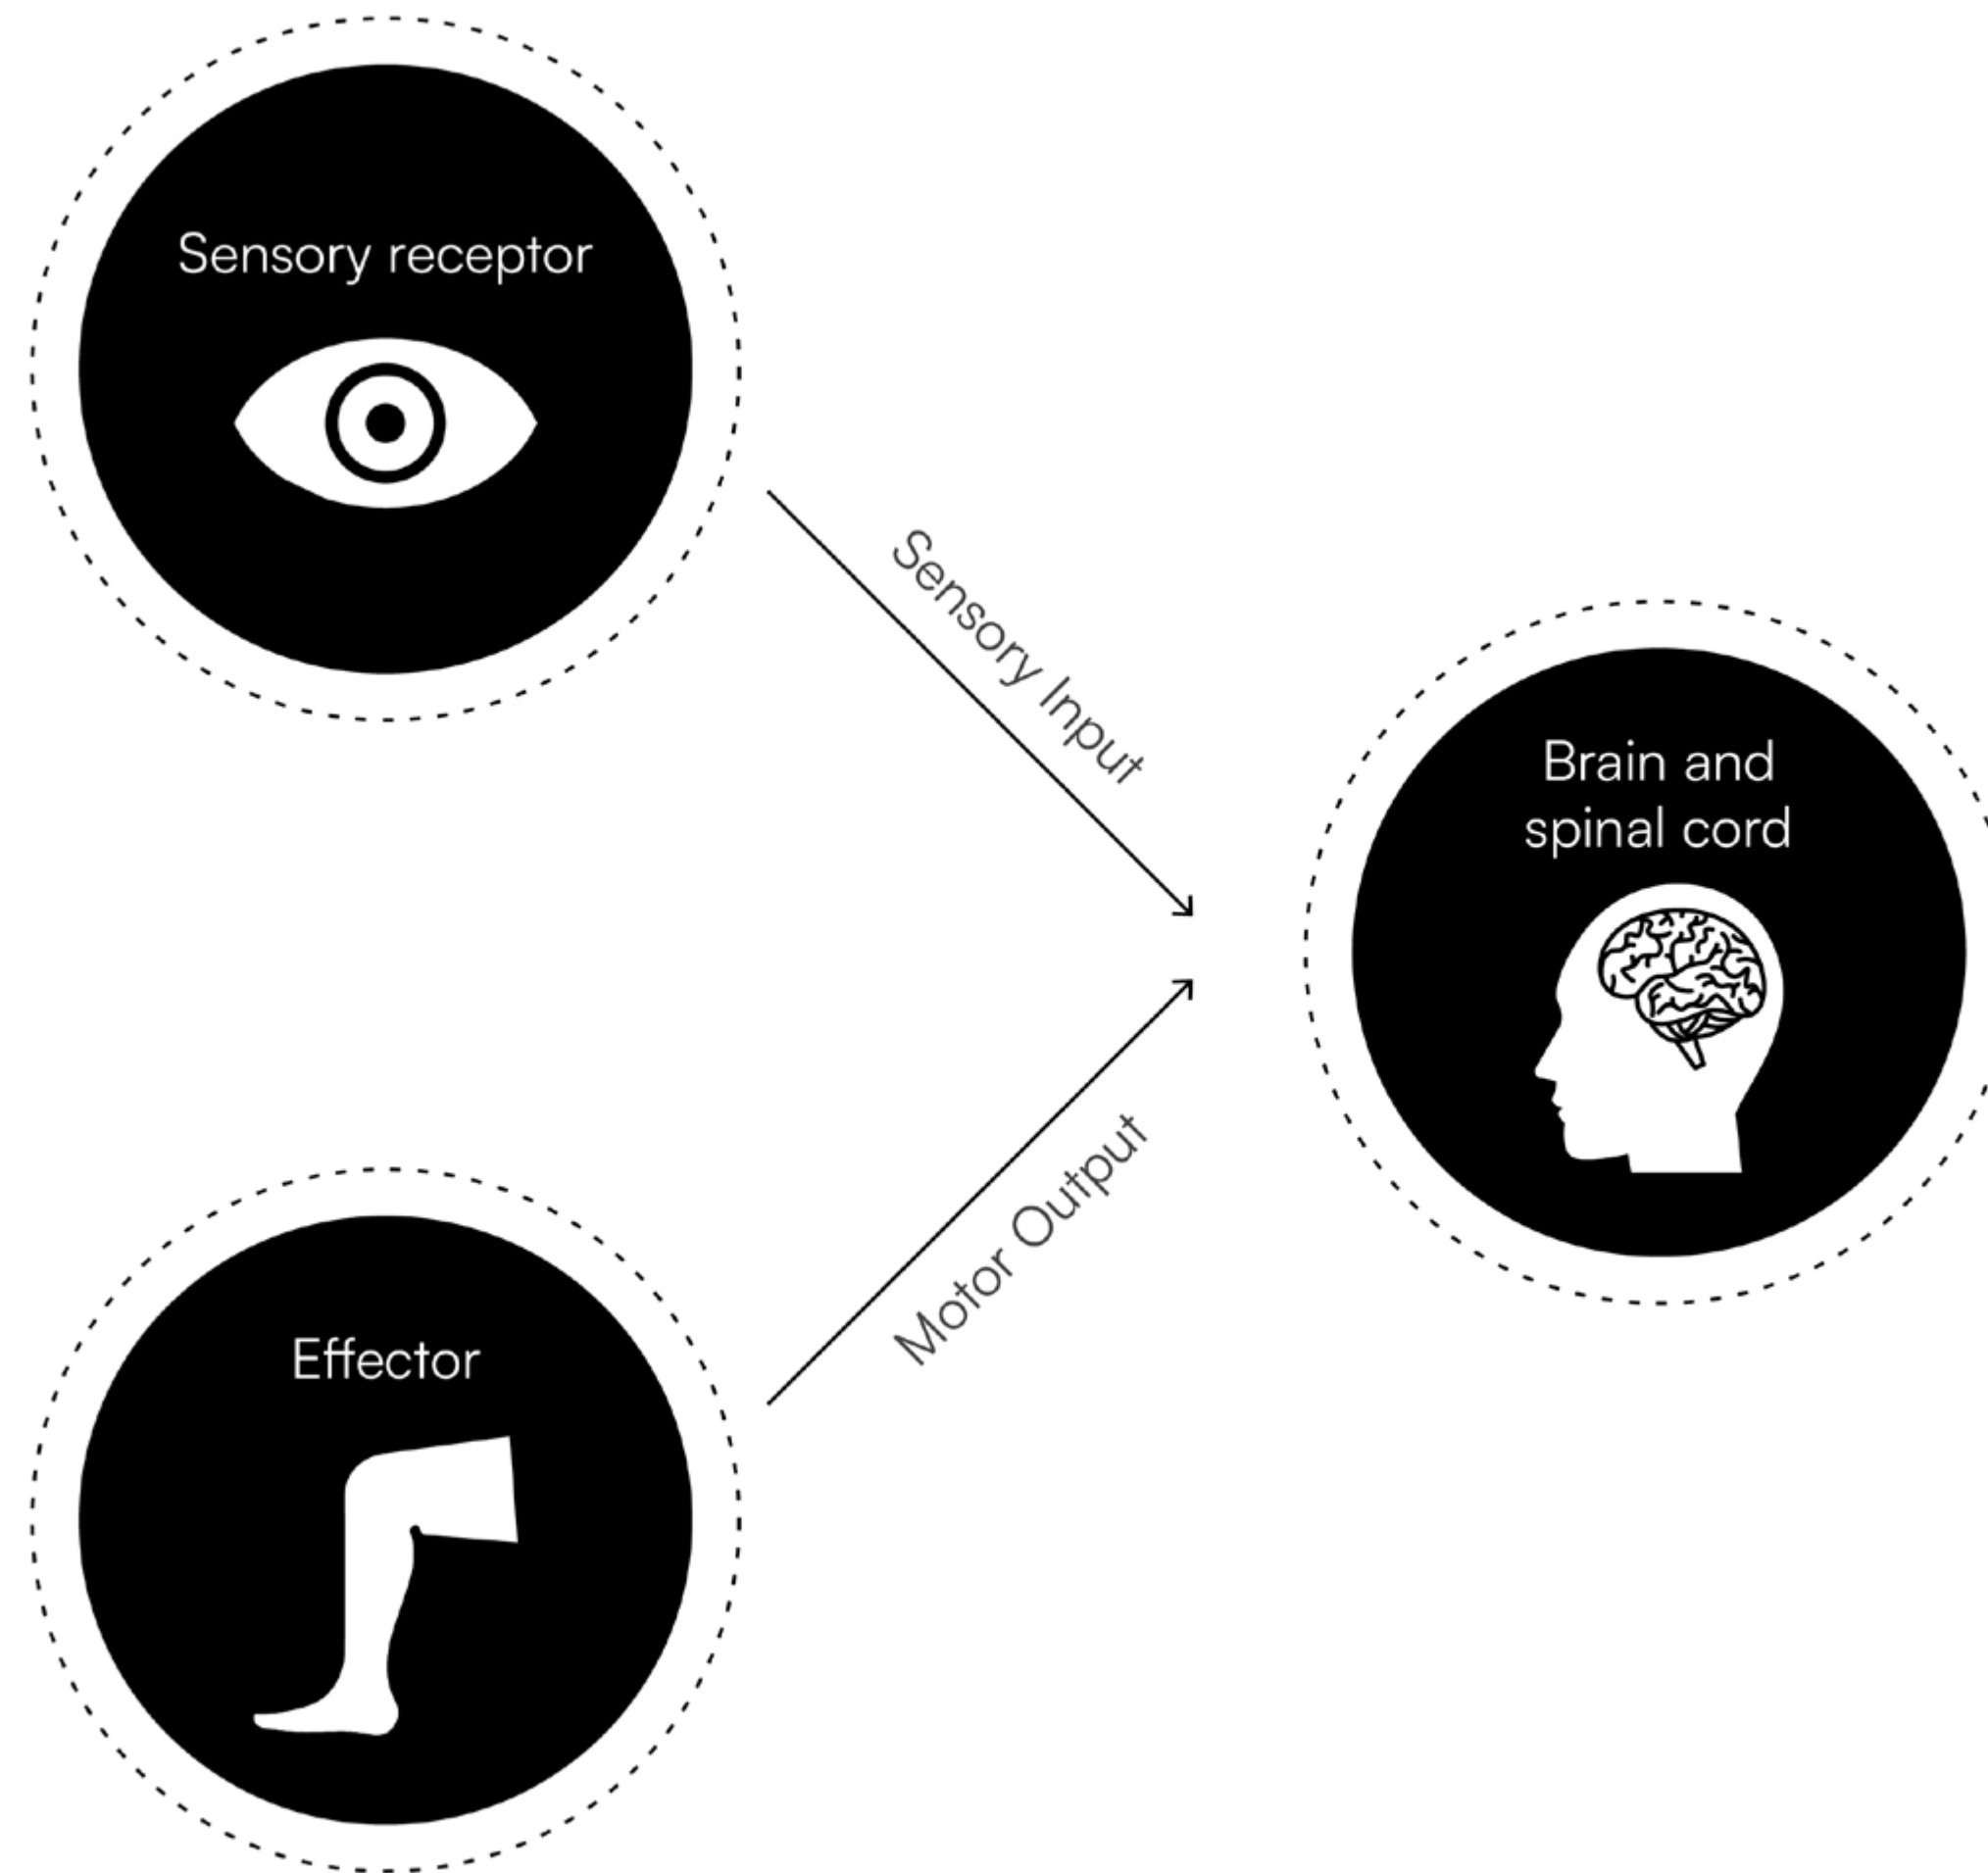 Sensory receptor
Sensory Input
Brain and
spinal cord
Motor Output
Effector